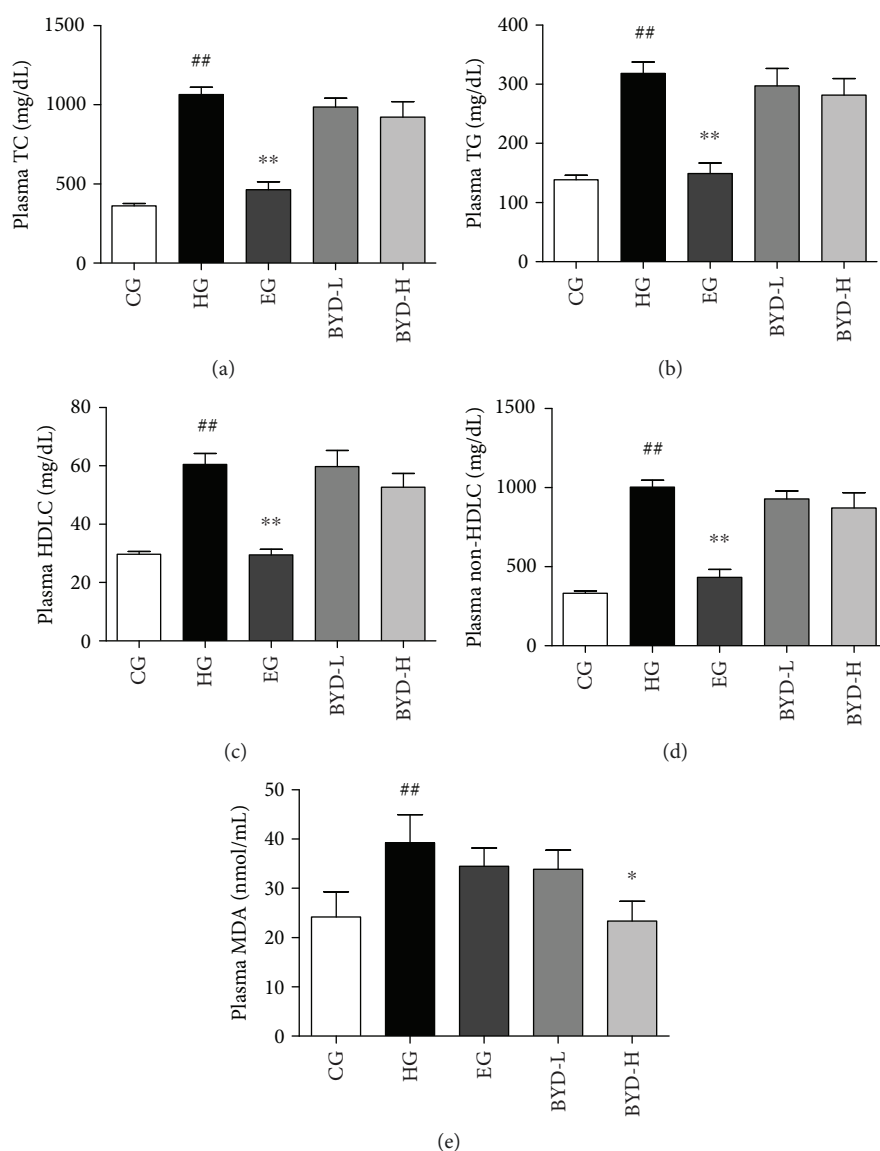 Plasma TC (mg/dL)
1500
1000
500
0
##
**
CG
HG
EG
BYD-L
BYD-H
(a)
Plasma TG (mg/dL)
400
300
200
100
0
##
**
CG
HG
EG
BYD-L
BYD-H
(b)
Plasma HDLC (mg/dL)
80
60
40
20
0
##
**
CG
HG
EG
BYD-L
BYD-H
(c)
Plasma non-HDLC (mg/dL)
1500
1000
500
0
##
**
CG
HG
EG
BYD-L
BYD-H
(d)
Plasma MDA (nmol/mL)
50
40
30
20
10
0
##
*
CG
HG
EG
BYD-L
BYD-H
(e)